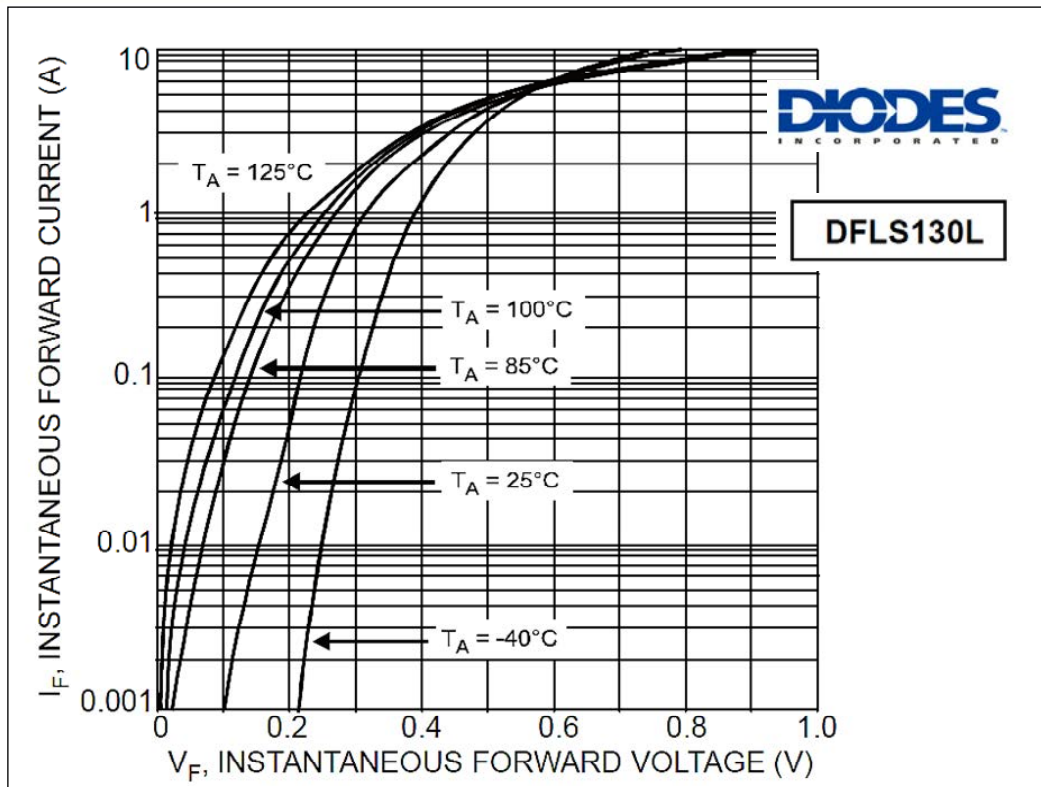 I_F, INSTANTANEOUS FORWARD CURRENT (A)
10
1
0.1
0.01
0.001
T_A = 125°C
T_A = 100°C
T_A = 85°C
T_A = 25°C
T_A = -40°C
0 0.2 0.4 0.6 0.8 1.0
V_F, INSTANTANEOUS FORWARD VOLTAGE (V)
DIODES
INCORPORATED
DFLS130L